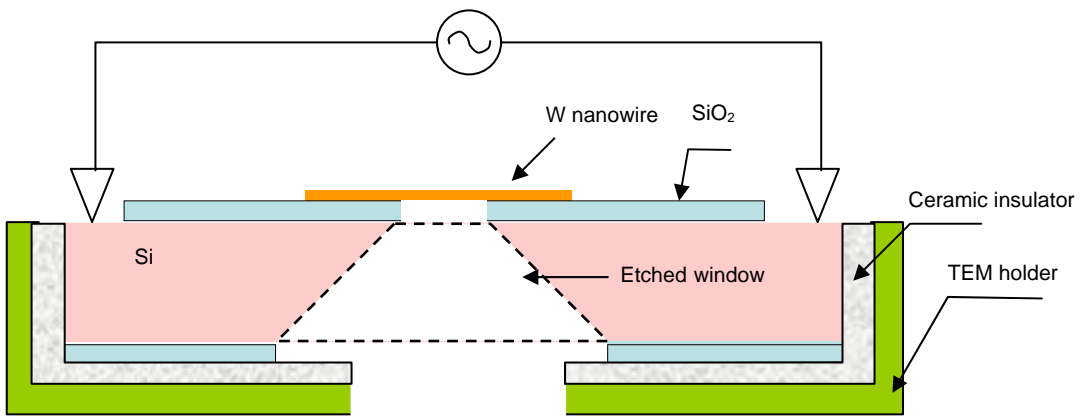 W nanowire
SiO₂
Ceramic insulator
Si
Etched window
TEM holder